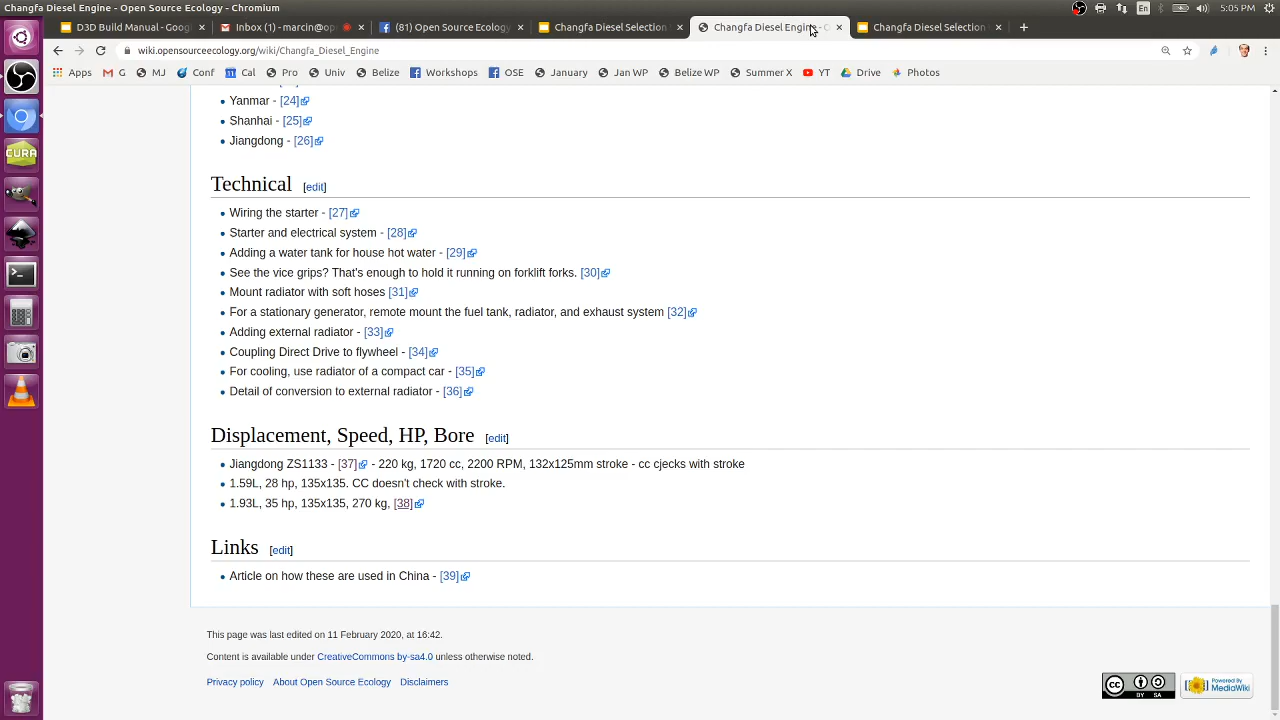 Changfa Diesel Engine - Open Source Ecology - Chromium
En
5:05 PM
D3D Build Manual - Googl
Inbox (1) - marcin@op
(81) Open Source Ecology
Changfa Diesel Selection
Changfa Diesel Engine - O
Changfa Diesel Selection
wiki.opensourceecology.org/wiki/Changfa_Diesel_Engine
Apps
G
MJ
Conf
Cal
Pro
Univ
Belize
Workshops
OSE
January
Jan WP
Belize WP
Summer X
YT
Drive
Photos
CURA
Yanmar - [24]
Shanhai - [25]
Jiangdong - [26]
Technical [edit]
Wiring the starter - [27]
Starter and electrical system - [28]
Adding a water tank for house hot water - [29]
See the vice grips? That's enough to hold it running on forklift forks. [30]
Mount radiator with soft hoses [31]
For a stationary generator, remote mount the fuel tank, radiator, and exhaust system [32]
Adding external radiator - [33]
Coupling Direct Drive to flywheel - [34]
For cooling, use radiator of a compact car - [35]
Detail of conversion to external radiator - [36]
Displacement, Speed, HP, Bore [edit]
Jiangdong ZS1133 - [37] - 220 kg, 1720 cc, 2200 RPM, 132x125mm stroke - cc cjecks with stroke
1.59L, 28 hp, 135x135. CC doesn't check with stroke.
1.93L, 35 hp, 135x135, 270 kg, [38]
Links [edit]
Article on how these are used in China - [39]
This page was last edited on 11 February 2020, at 16:42.
Content is available under CreativeCommons by-sa4.0 unless otherwise noted.
Privacy policy About Open Source Ecology Disclaimers
cc
BY SA
Powered By
MediaWiki